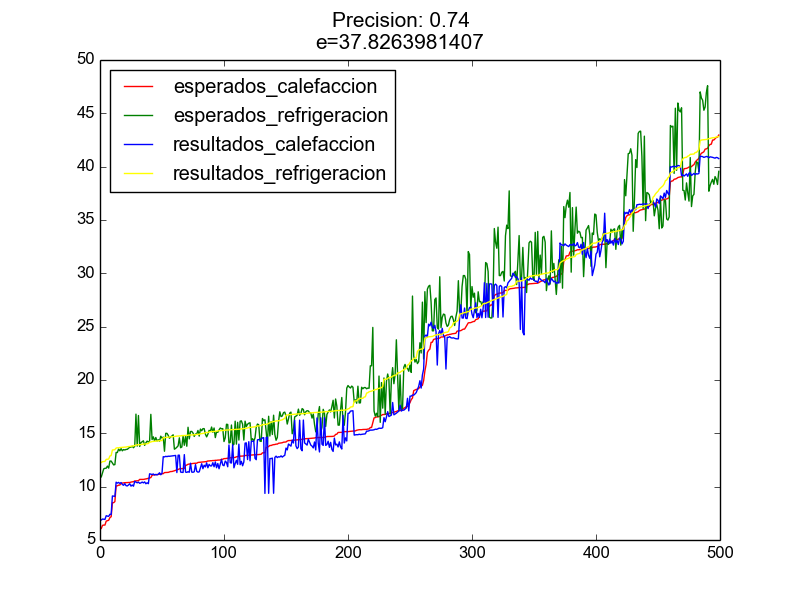 Precision: 0.74
e=37.8263981407
50
45
40
35
30
25
20
15
10
5
esperados_calefaccion
esperados_refrigeracion
resultados_calefaccion
resultados_refrigeracion
0 100 200 300 400 500